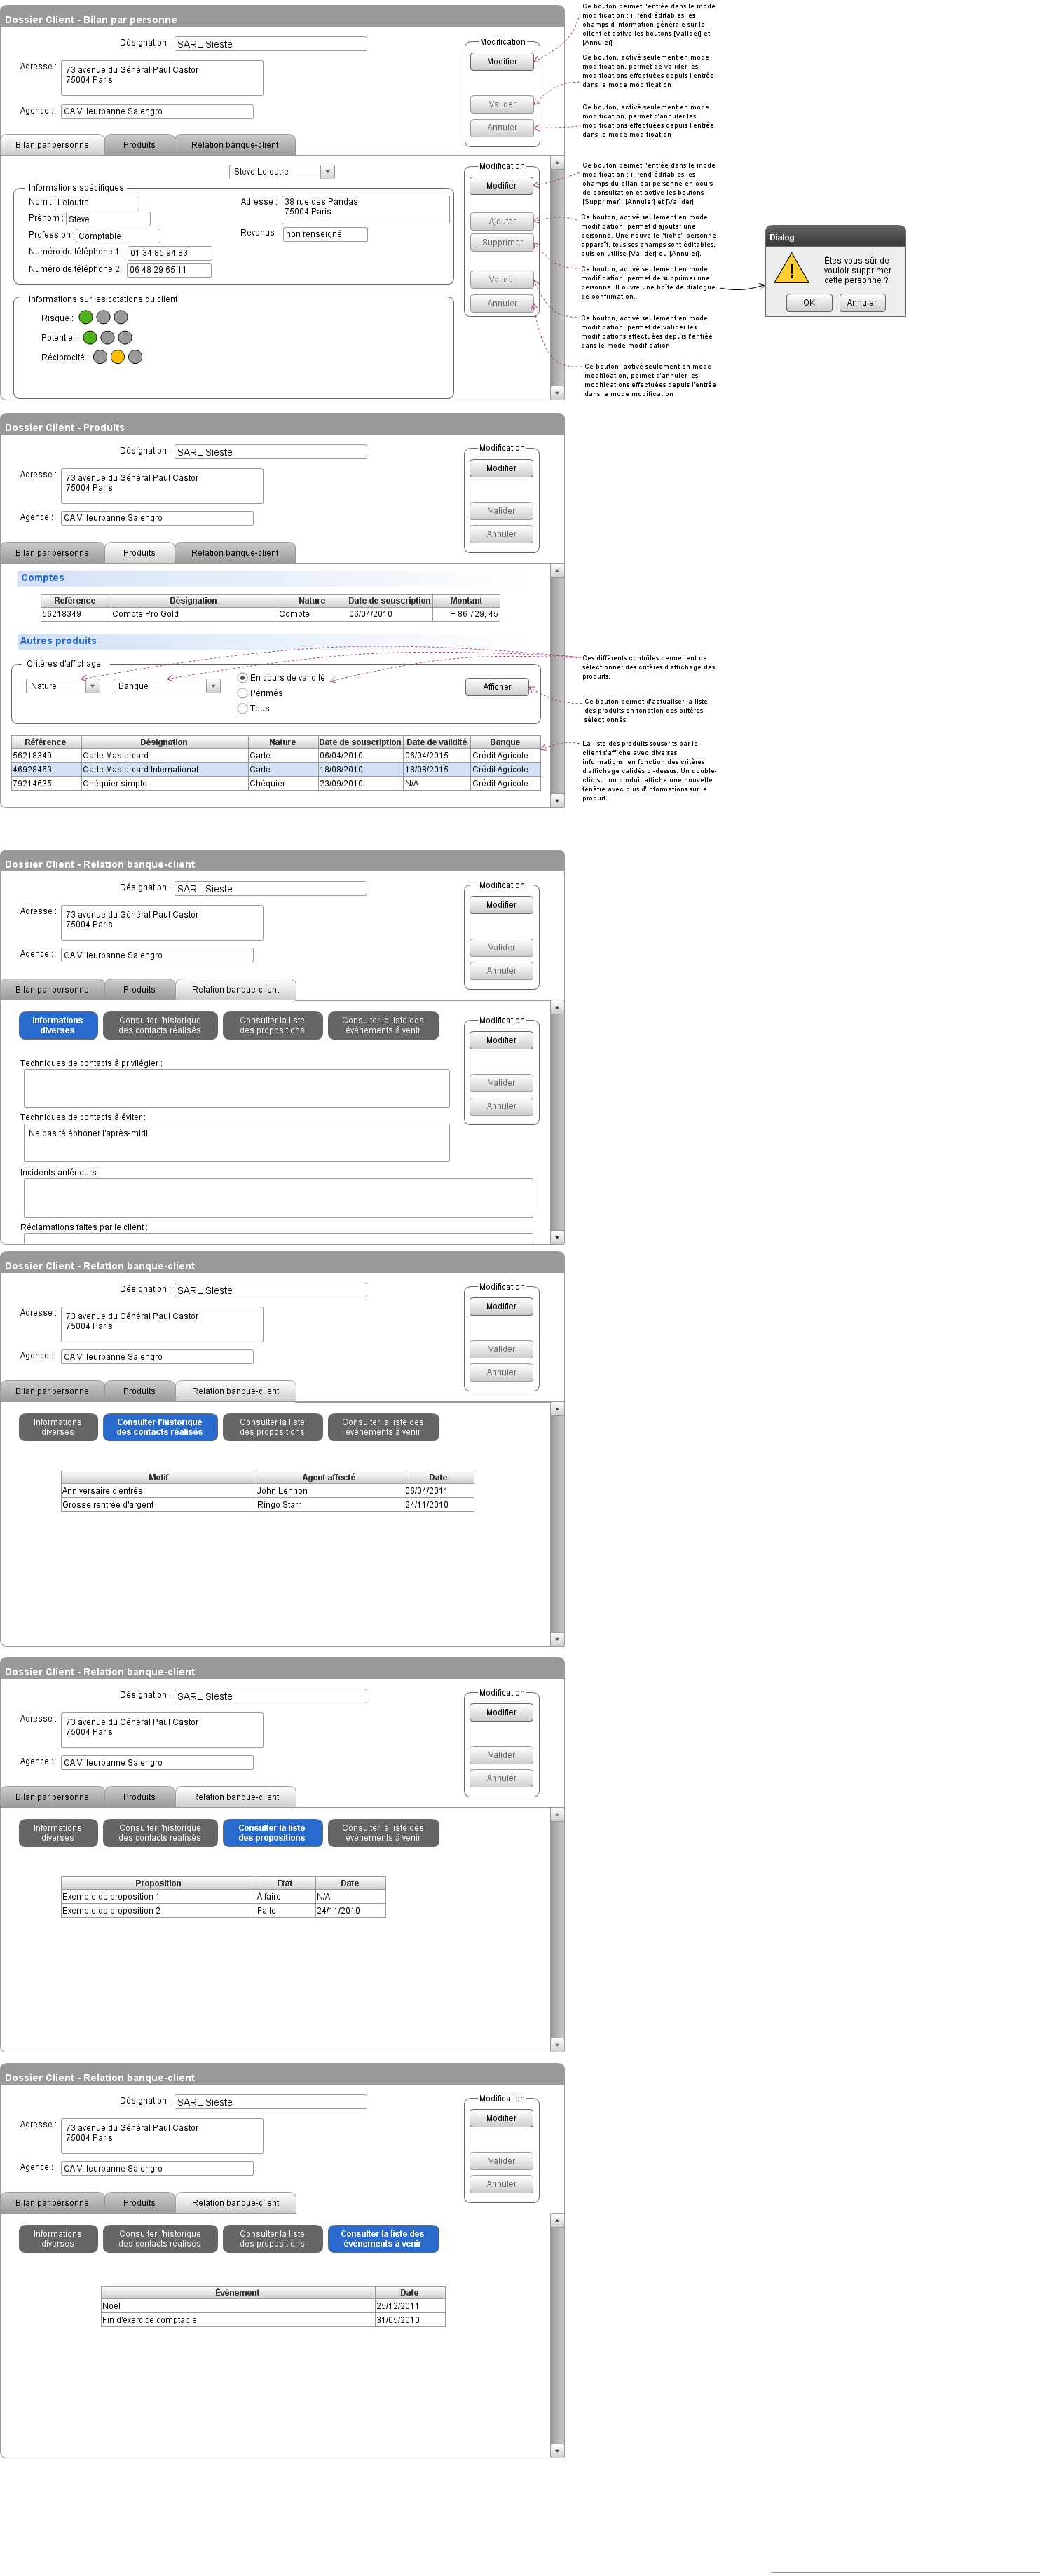 Dossier Client - Bilan par personne
Désignation :
SARL Sieste
Adresse :
73 avenue du Général Paul Castor
75004 Paris
Agence :
CA Villeurbanne Salengro
Modification
Modifier
Valider
Annuler
Ce bouton permet l'entrée dans le mode
modification : il rend éditables les
champs d'information générale sur le
client et active les boutons [Valider] et
[Annuler]
Ce bouton, activé seulement en mode
modification, permet de valider les
modifications effectuées depuis l'entrée
dans le mode modification
Ce bouton, activé seulement en mode
modification, permet d'annuler les
modifications effectuées depuis l'entrée
dans le mode modification
Bilan par personne
Produits
Relation banque-client
Steve Leloutre
Informations spécifiques
Nom :
Leloutre
Prénom :
Steve
Profession :
Comptable
Numéro de téléphone 1 :
01 34 85 94 83
Numéro de téléphone 2 :
06 48 29 65 11
Adresse :
38 rue des Pandas
75004 Paris
Revenus :
non renseigné
Informations sur les cotations du client
Risque :
Potentiel :
Réciprocité :
Modification
Modifier
Ajouter
Supprimer
Valider
Annuler
Ce bouton permet l'entrée dans le mode
modification : il rend éditables les
champs du bilan par personne en cours
de consultation et active les boutons
[Supprimer], [Annuler] et [Valider]
Ce bouton, activé seulement en mode
modification, permet d'ajouter une
personne. Une nouvelle "fiche" personne
apparaît, tous ses champs sont éditables,
puis on utilise [Valider] ou [Annuler].
Ce bouton, activé seulement en mode
modification, permet de supprimer une
personne. Il ouvre une boîte de dialogue
de confirmation.
Ce bouton, activé seulement en mode
modification, permet de valider les
modifications effectuées depuis l'entrée
dans le mode modification
Ce bouton, activé seulement en mode
modification, permet d'annuler les
modifications effectuées depuis l'entrée
dans le mode modification
Dialog
Êtes-vous sûr de
vouloir supprimer
cette personne ?
OK
Annuler
Dossier Client - Produits
Désignation :
SARL Sieste
Adresse :
73 avenue du Général Paul Castor
75004 Paris
Agence :
CA Villeurbanne Salengro
Modification
Modifier
Valider
Annuler
Bilan par personne
Produits
Relation banque-client
Comptes
Référence Désignation Nature Date de souscription Montant
56218349 Compte Pro Gold Compte 06/04/2010 + 86 729, 45
Autres produits
Critères d'affichage
Nature
Banque
En cours de validité
Périmés
Tous
Afficher
Référence Désignation Nature Date de souscription Date de validité Banque
56218349 Carte Mastercard Carte 06/04/2010 06/04/2015 Crédit Agricole
46928463 Carte Mastercard International Carte 18/08/2010 18/08/2015 Crédit Agricole
79214635 Chéquier simple Chéquier 23/09/2010 N/A Crédit Agricole
Ces différents contrôles permettent de
sélectionner des critères d'affichage des
produits.
Ce bouton permet d'actualiser la liste
des produits en fonction des critères
sélectionnés.
La liste des produits souscrits par le
client s'affiche avec diverses
informations, en fonction des critères
d'affichage validés ci-dessus. Un double-
clic sur un produit affiche une nouvelle
fenêtre avec plus d'informations sur le
produit.
Dossier Client - Relation banque-client
Désignation :
SARL Sieste
Adresse :
73 avenue du Général Paul Castor
75004 Paris
Agence :
CA Villeurbanne Salengro
Modification
Modifier
Valider
Annuler
Bilan par personne
Produits
Relation banque-client
Informations
diverses
Consulter l'historique
des contacts réalisés
Consulter la liste
des propositions
Consulter la liste des
événements à venir
Modification
Modifier
Valider
Annuler
Techniques de contacts à privilégier :
Techniques de contacts à éviter :
Ne pas téléphoner l'après-midi
Incidents antérieurs :
Réclamations faites par le client :
Dossier Client - Relation banque-client
Désignation :
SARL Sieste
Adresse :
73 avenue du Général Paul Castor
75004 Paris
Agence :
CA Villeurbanne Salengro
Modification
Modifier
Valider
Annuler
Bilan par personne
Produits
Relation banque-client
Informations
diverses
Consulter l'historique
des contacts réalisés
Consulter la liste
des propositions
Consulter la liste des
événements à venir
Motif Agent affecté Date
Anniversaire d'entrée John Lennon 06/04/2011
Grosse rentrée d'argent Ringo Starr 24/11/2010
Dossier Client - Relation banque-client
Désignation :
SARL Sieste
Adresse :
73 avenue du Général Paul Castor
75004 Paris
Agence :
CA Villeurbanne Salengro
Modification
Modifier
Valider
Annuler
Bilan par personne
Produits
Relation banque-client
Informations
diverses
Consulter l'historique
des contacts réalisés
Consulter la liste
des propositions
Consulter la liste des
événements à venir
Proposition État Date
Exemple de proposition 1 À faire N/A
Exemple de proposition 2 Faite 24/11/2010
Dossier Client - Relation banque-client
Désignation :
SARL Sieste
Adresse :
73 avenue du Général Paul Castor
75004 Paris
Agence :
CA Villeurbanne Salengro
Modification
Modifier
Valider
Annuler
Bilan par personne
Produits
Relation banque-client
Informations
diverses
Consulter l'historique
des contacts réalisés
Consulter la liste
des propositions
Consulter la liste des
événements à venir
Événement Date
Noël 25/12/2011
Fin d'exercice comptable 31/05/2010